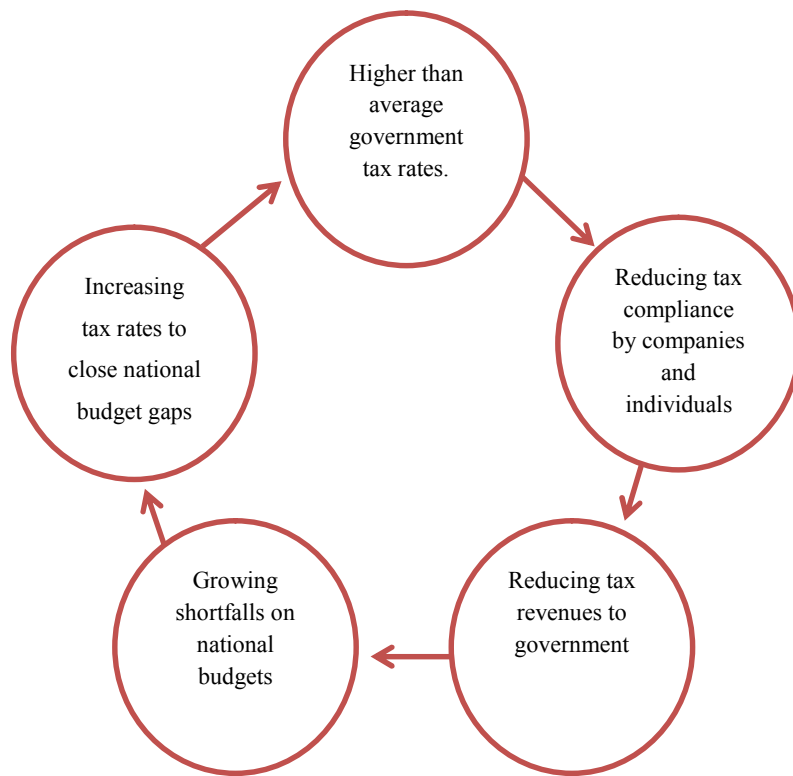 Higher than
average
government
tax rates.
Reducing tax
compliance
by companies
and
individuals
Reducing tax
revenues to
government
Growing
shortfalls on
national
budgets
Increasing
tax rates to
close national
budget gaps